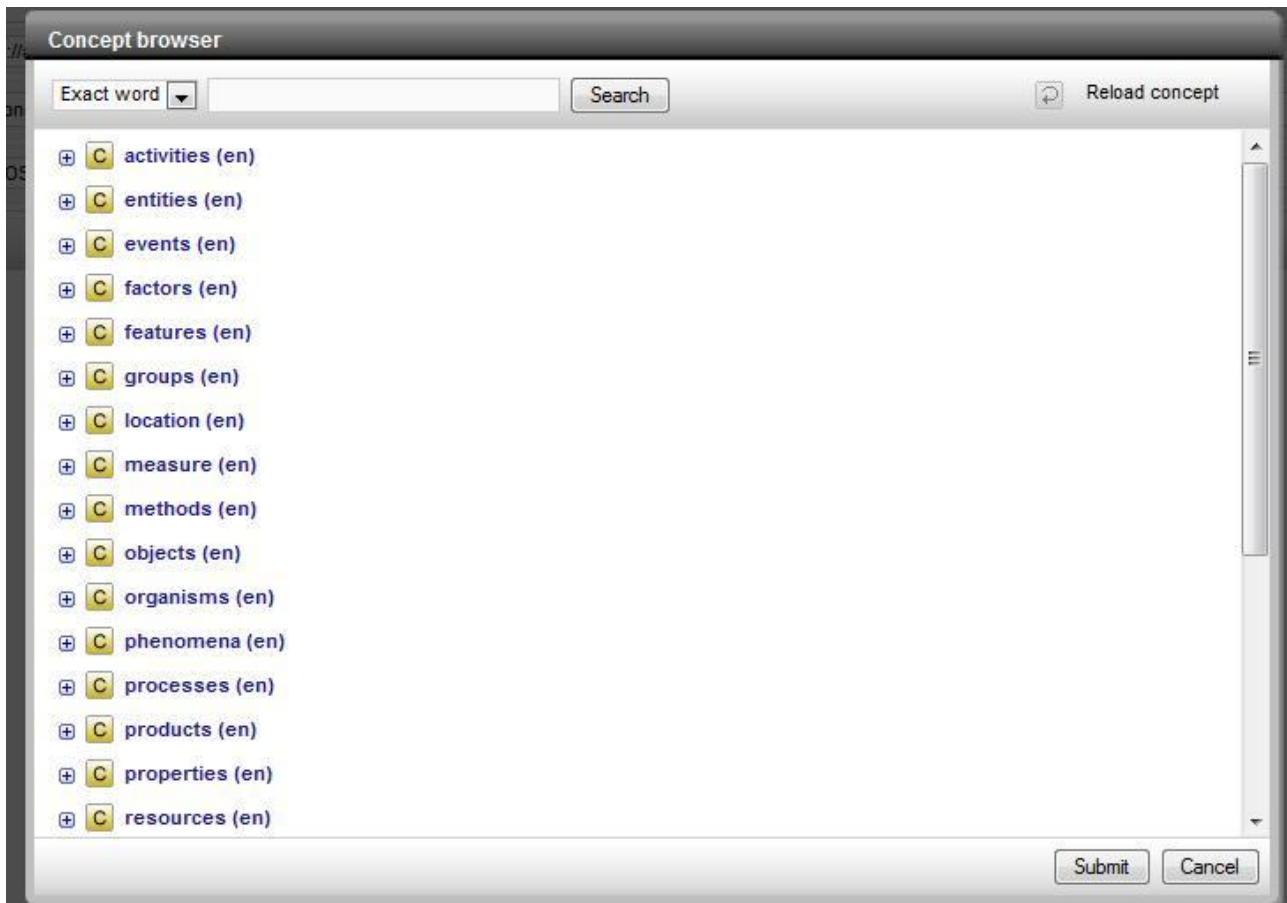 Concept browser
Exact word Search Reload concept
C activities (en)
C entities (en)
C events (en)
C factors (en)
C features (en)
C groups (en)
C location (en)
C measure (en)
C methods (en)
C objects (en)
C organisms (en)
C phenomena (en)
C processes (en)
C products (en)
C properties (en)
C resources (en)
Submit Cancel